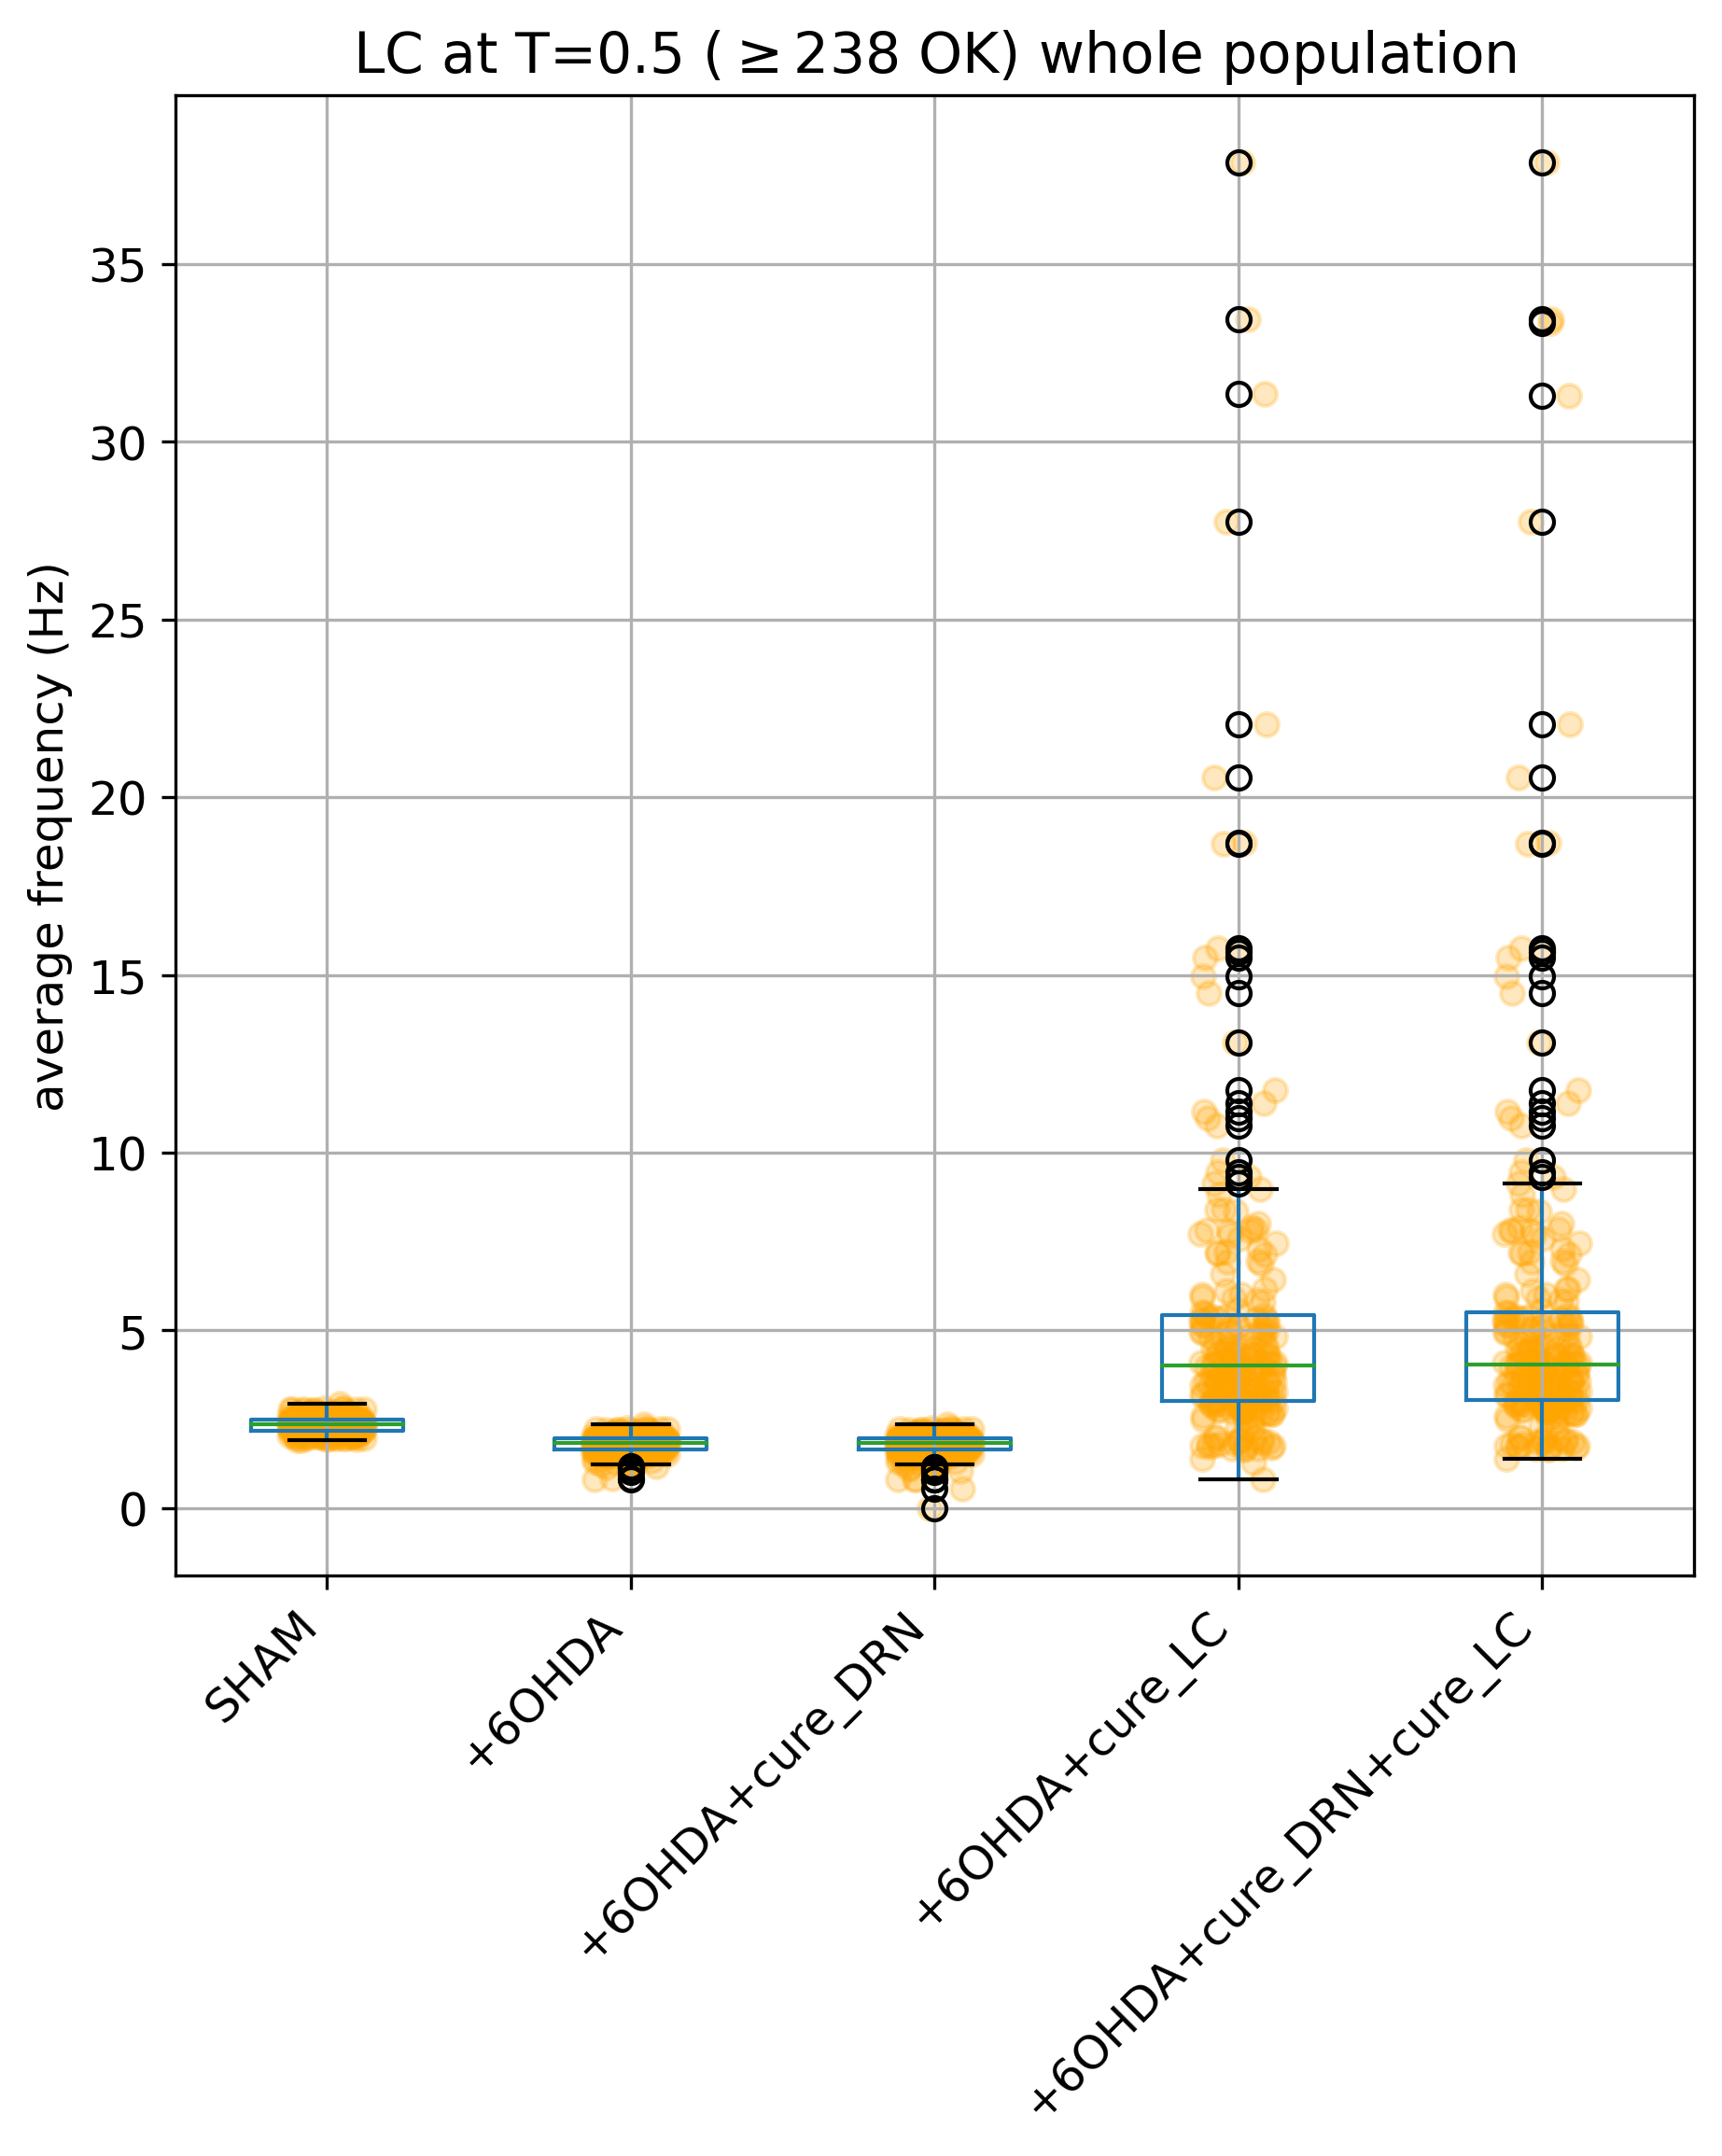 LC at T=0.5 ( ≥ 238 OK) whole population
average frequency (Hz)
35
30
25
20
15
10
5
0
SHAM
+6OHDA
+6OHDA+cure_DRN
+6OHDA+cure_LC
+6OHDA+cure_DRN+cure_LC